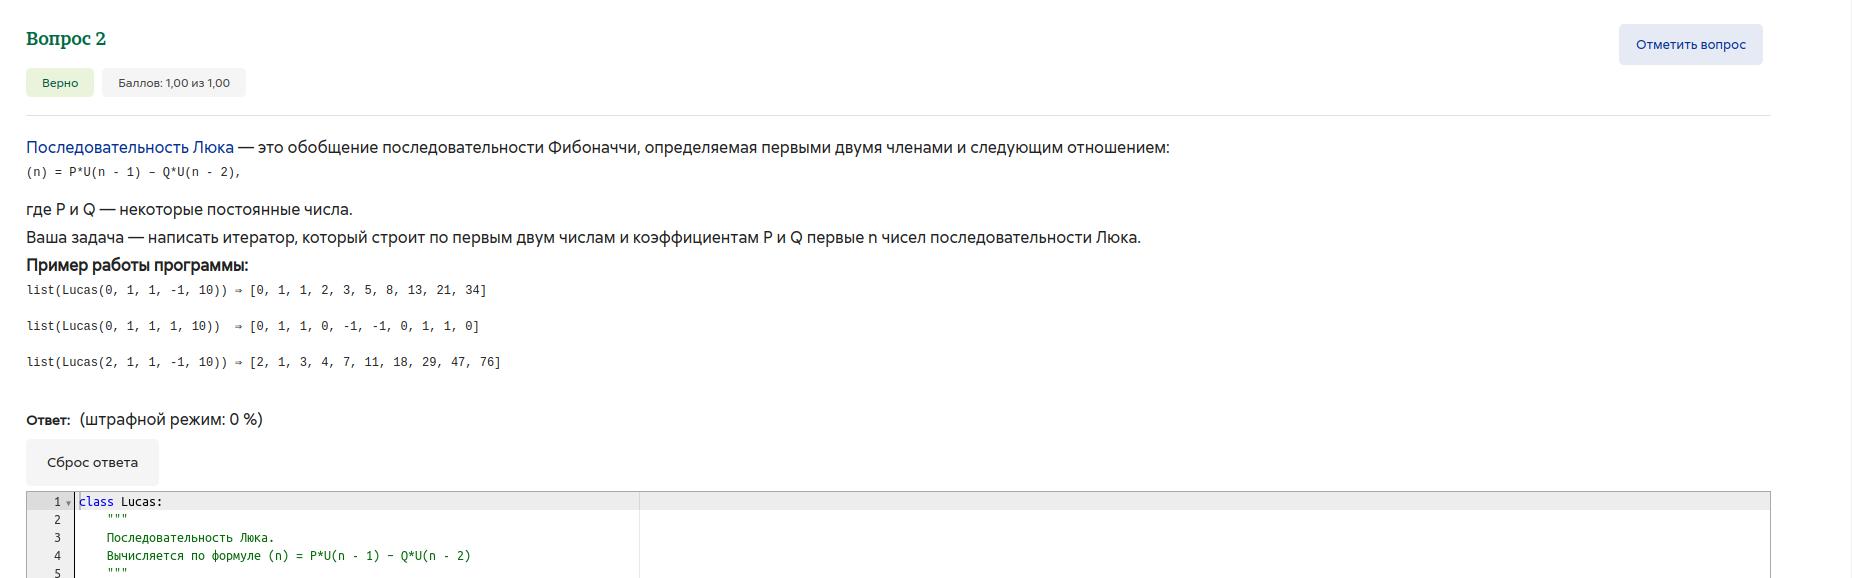 Вопрос 2
Отметить вопрос
Верно
Баллов: 1,00 из 1,00
Последовательность Люка — это обобщение последовательности Фибоначчи, определяемая первыми двумя членами и следующим отношением:
(n) = P*U(n - 1) – Q*U(n - 2),
где P и Q — некоторые постоянные числа.
Ваша задача — написать итератор, который строит по первым двум числам и коэффициентам P и Q первые n чисел последовательности Люка.
Пример работы программы:
list(Lucas(0, 1, 1, -1, 10)) ⇒ [0, 1, 1, 2, 3, 5, 8, 13, 21, 34]
list(Lucas(0, 1, 1, 1, 10))  ⇒ [0, 1, 1, 0, -1, -1, 0, 1, 1, 0]
list(Lucas(2, 1, 1, -1, 10)) ⇒ [2, 1, 3, 4, 7, 11, 18, 29, 47, 76]
Ответ: (штрафной режим: 0 %)
Сброс ответа
1 class Lucas:
2 """
3 Последовательность Люка.
4 Вычисляется по формуле (n) = P*U(n - 1) – Q*U(n - 2)
5 """